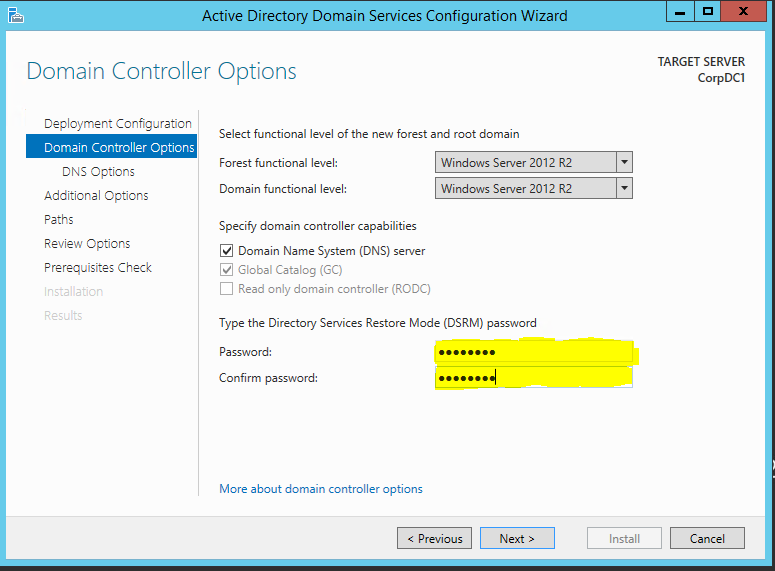 Active Directory Domain Services Configuration Wizard
Domain Controller Options
TARGET SERVER
CorpDC1
Deployment Configuration
Domain Controller Options
DNS Options
Additional Options
Paths
Review Options
Prerequisites Check
Installation
Results
Select functional level of the new forest and root domain
Forest functional level: Windows Server 2012 R2
Domain functional level: Windows Server 2012 R2
Specify domain controller capabilities
Domain Name System (DNS) server
Global Catalog (GC)
Read only domain controller (RODC)
Type the Directory Services Restore Mode (DSRM) password
Password: ●●●●●●●●
Confirm password: ●●●●●●●●
More about domain controller options
< Previous Next > Install Cancel